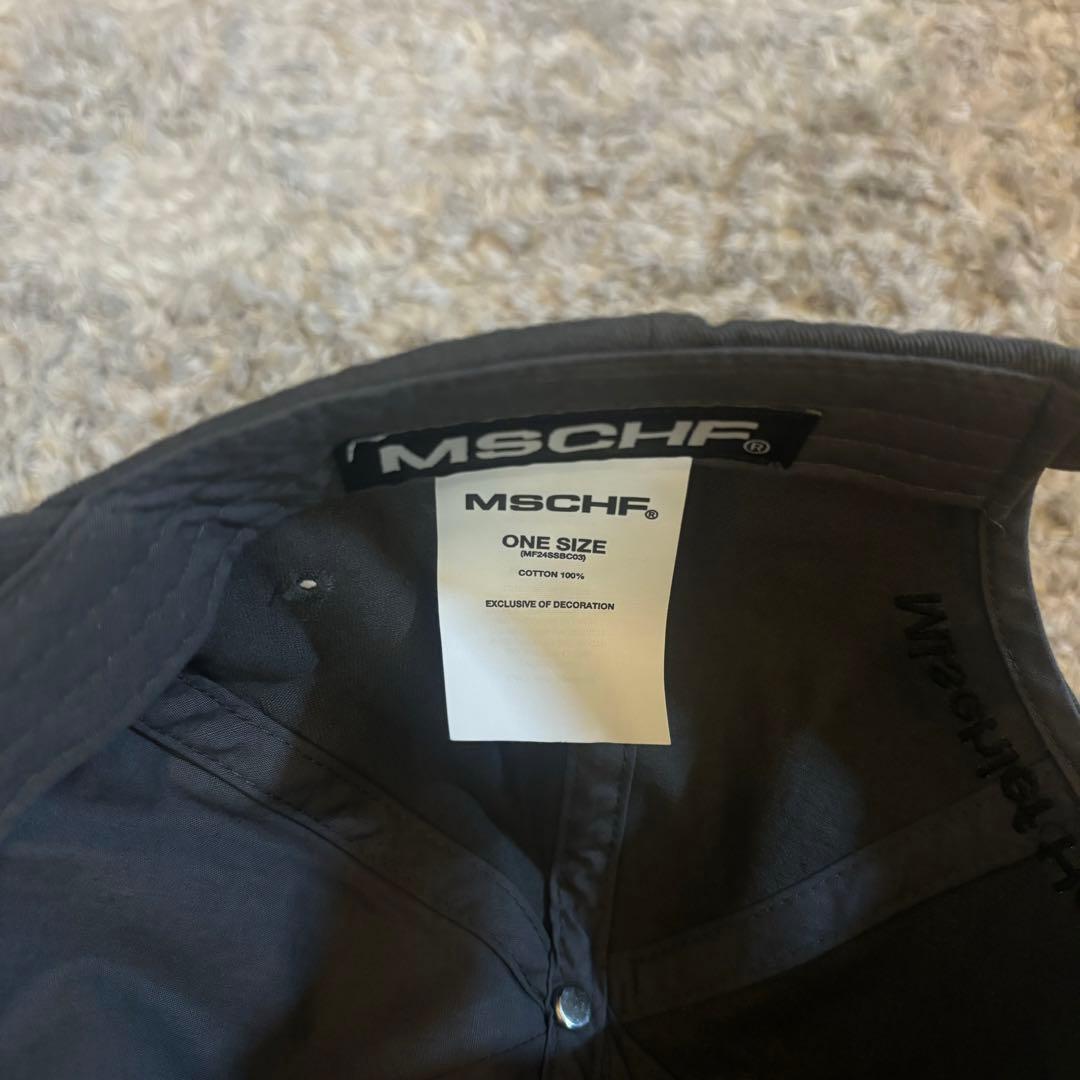 MSCHF®
MSCHF®
ONE SIZE
(MF24SSBC03)
COTTON 100%
EXCLUSIVE OF DECORATION